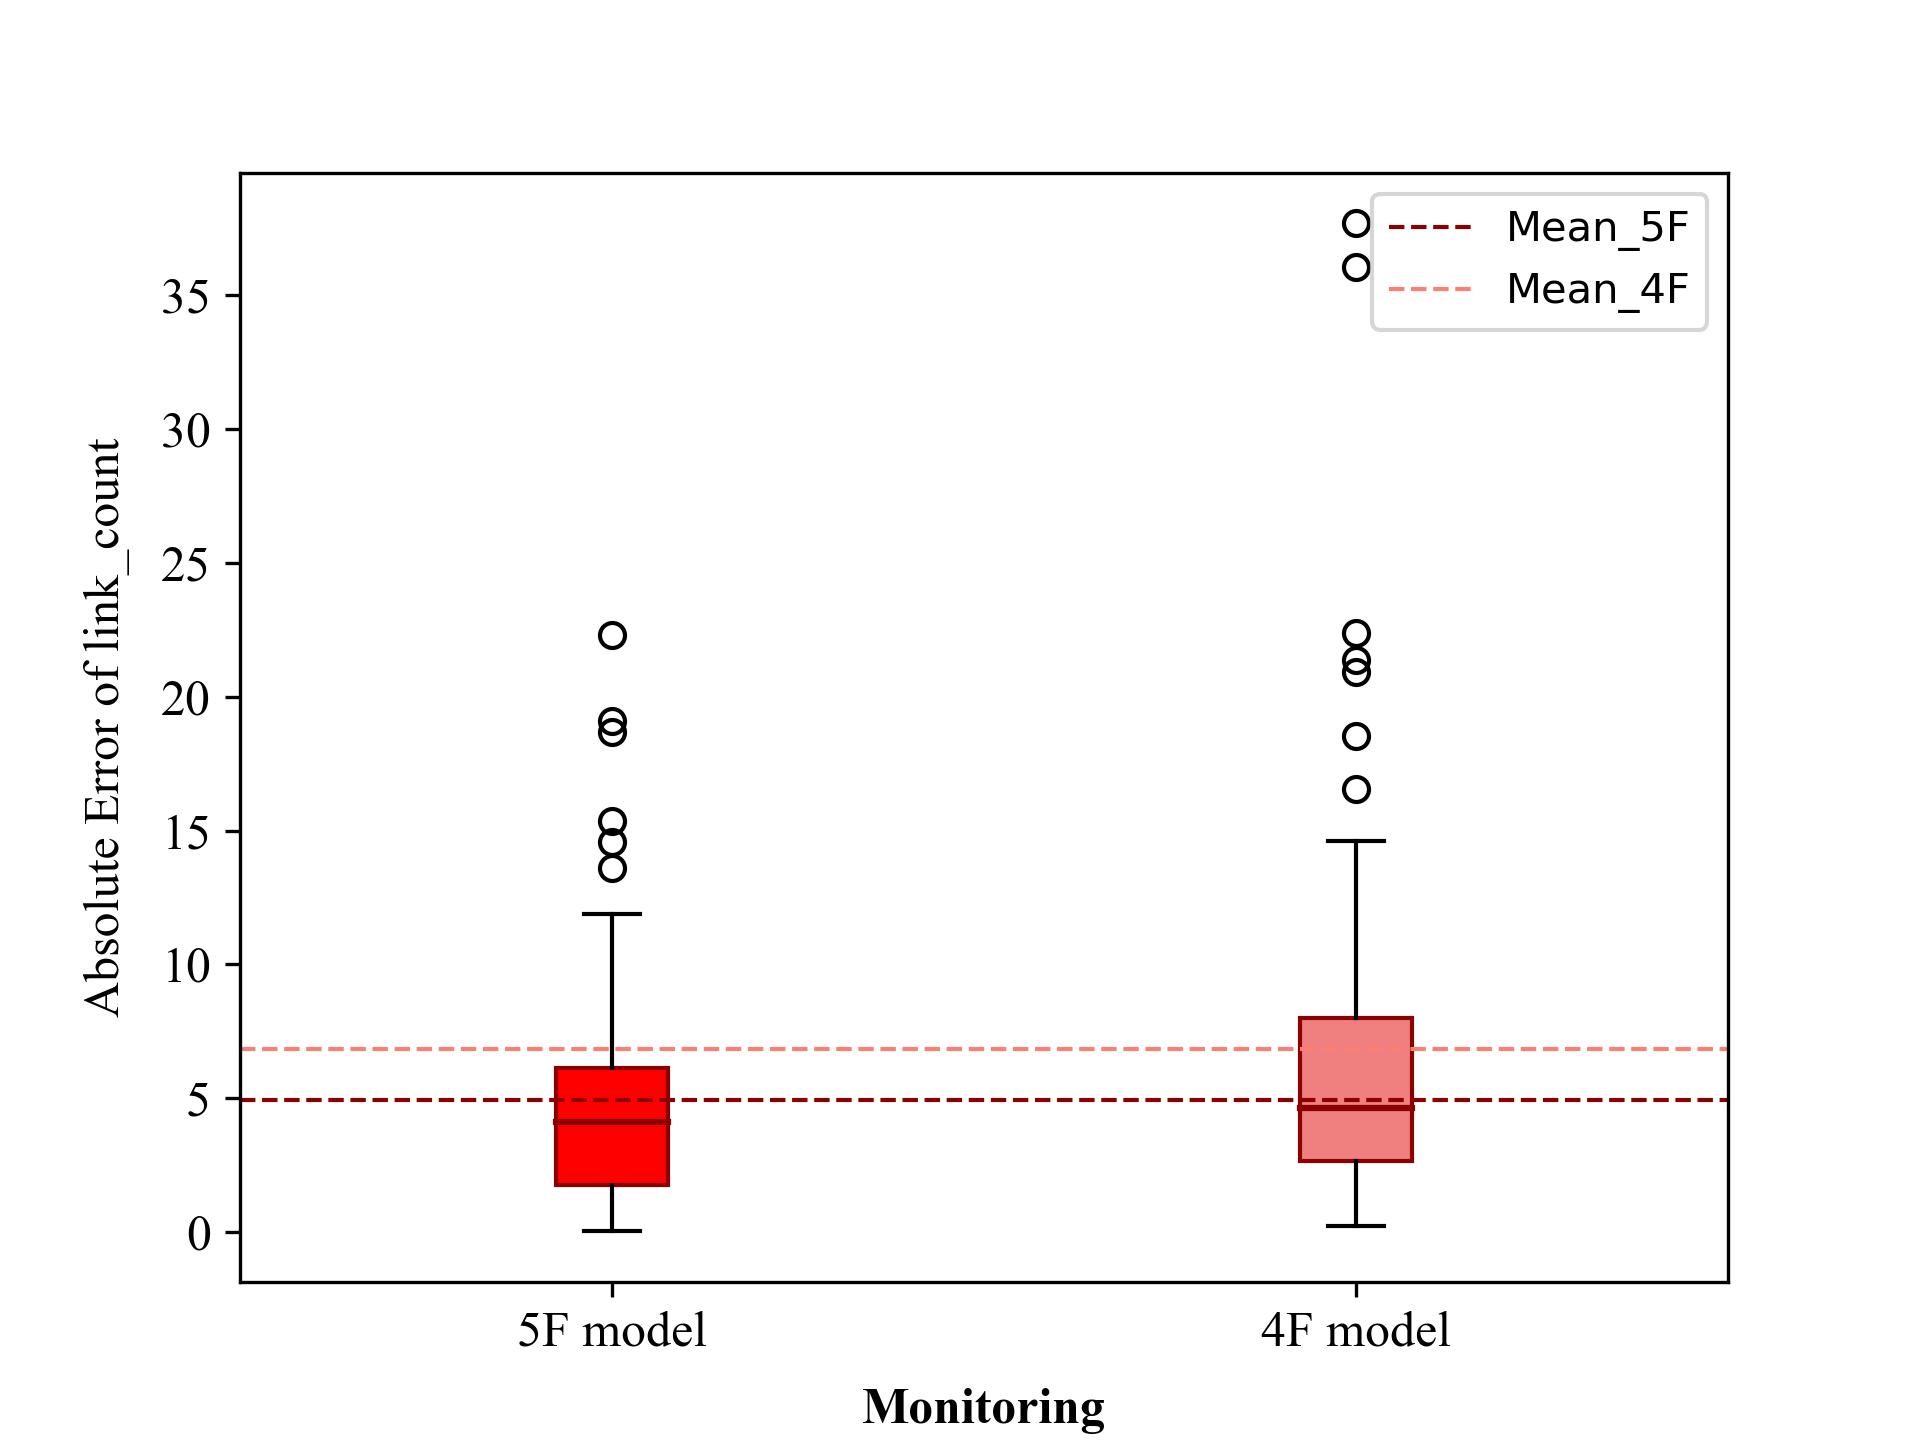 Mean_5F
Mean_4F
35
30
25
20
15
10
5
0
Absolute Error of link_count
5F model
4F model
Monitoring